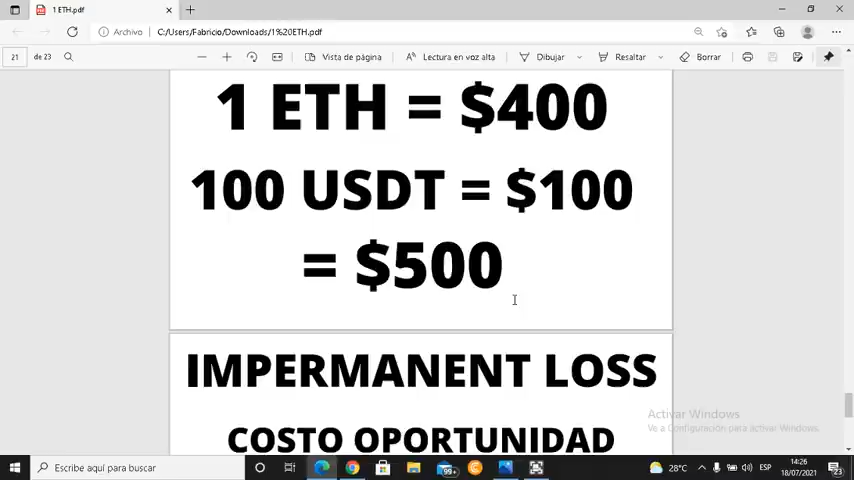 1 ETH.pdf
Archivo
C:/Users/Fabricio/Downloads/1%20ETH.pdf
21
de 23
Vista de página
Lectura en voz alta
Dibujar
Resaltar
Borrar
1 ETH = $400
100 USDT = $100
= $500
IMPERMANENT LOSS
COSTO OPORTUNIDAD
Activar Windows
Ve a Configuración para activar Windows.
Escribe aquí para buscar
99+
28°C
ESP
14:26
18/07/2021
23